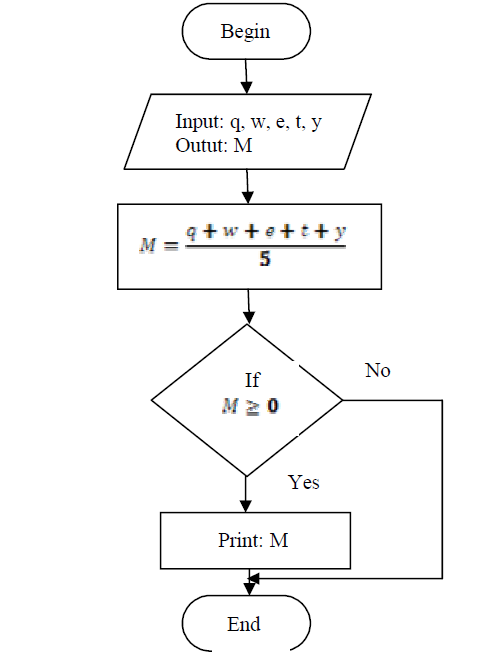 Begin
Input: q, w, e, t, y
Outut: M
M = q + w + e + t + y / 5
If
M ≥ 0
No
Yes
Print: M
End